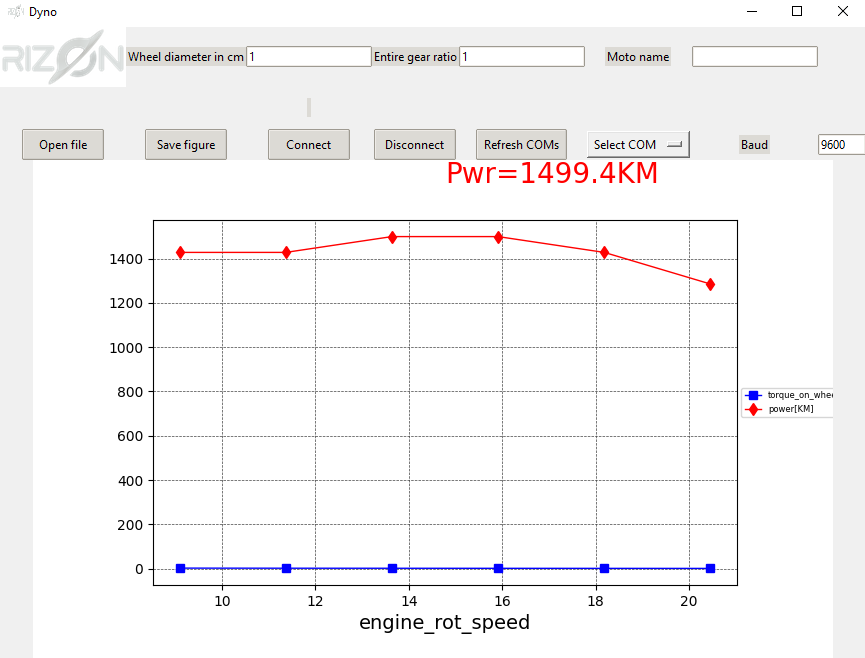 Dyno
RIZON
Wheel diameter in cm 1 Entire gear ratio 1 Moto name
Open file Save figure Connect Disconnect Refresh COMs Select COM Baud 9600
Pwr=1499.4KM
1400
1200
1000
800
600
400
200
0
torque_on_whee
power[KM]
10 12 14 16 18 20
engine_rot_speed